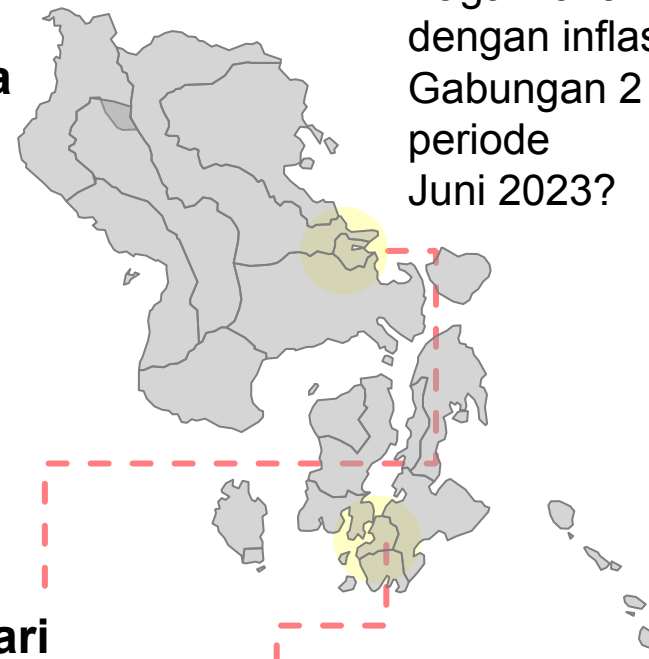 a
dengan inflas
Gabungan 2
periode
Juni 2023?
ari